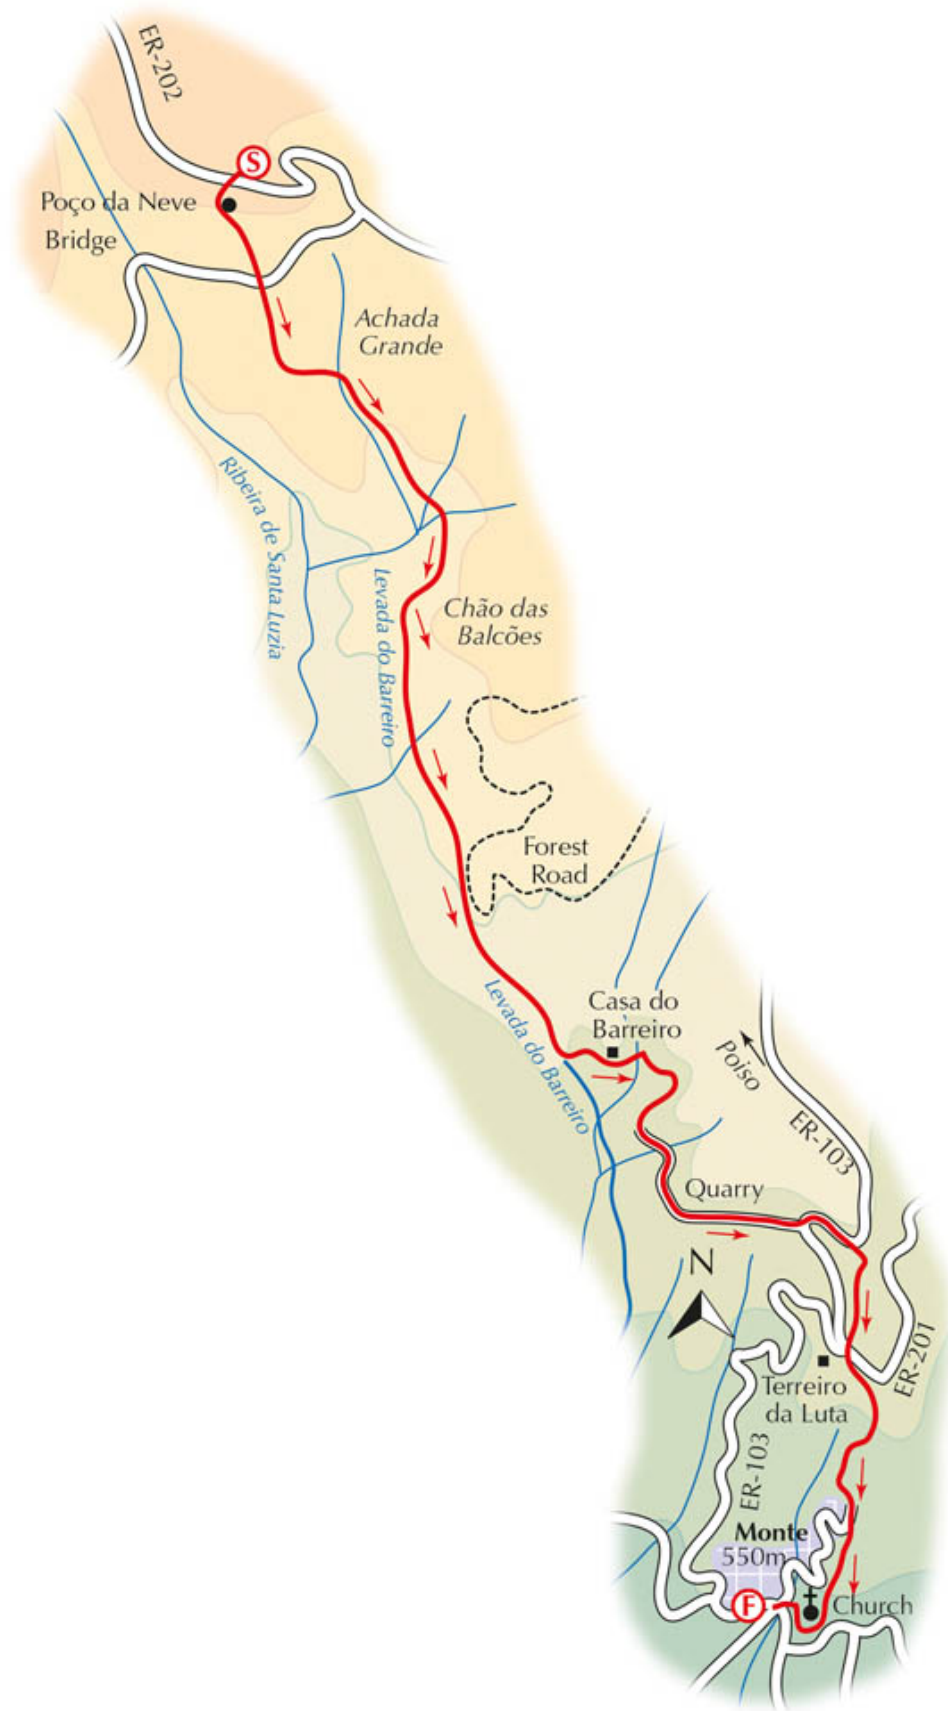 ER-202
S
Poço da Neve
Bridge
Achada
Grande
Ribeira de Santa Luzia
Levada do Barreiro
Chão das
Balcões
Forest
Road
Levada do Barreiro
Casa do
Barreiro
Poiso
ER-103
Quarry
N
ER-201
Terreiro
da Luta
ER-103
Monte
550m
F
Church